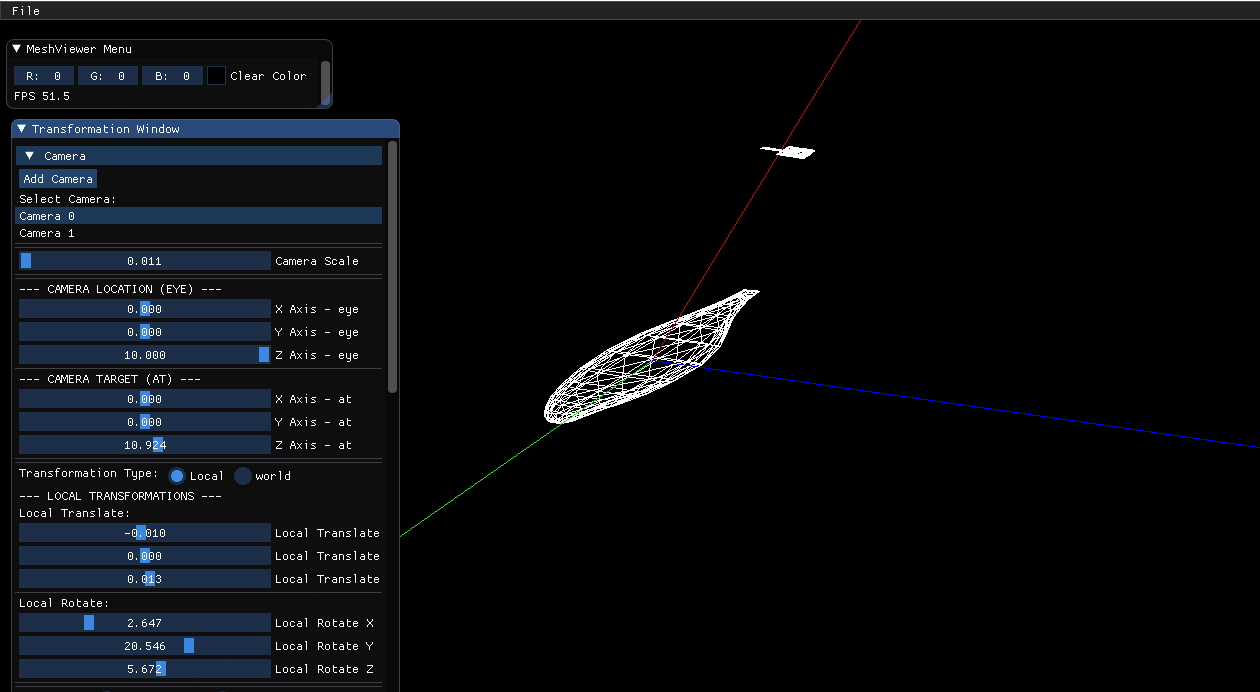 File
MeshViewer Menu
R: 0 G: 0 B: 0 Clear Color
FPS 51.5
Transformation Window
Camera
Add Camera
Select Camera:
Camera 0
Camera 1
0.011 Camera Scale
--- CAMERA LOCATION (EYE) ---
0.000 X Axis - eye
0.000 Y Axis - eye
10.000 Z Axis - eye
--- CAMERA TARGET (AT) ---
0.000 X Axis - at
0.000 Y Axis - at
10.924 Z Axis - at
Transformation Type: Local world
--- LOCAL TRANSFORMATIONS ---
Local Translate:
-0.010 Local Translate
0.000 Local Translate
0.013 Local Translate
Local Rotate:
2.647 Local Rotate X
20.546 Local Rotate Y
5.672 Local Rotate Z